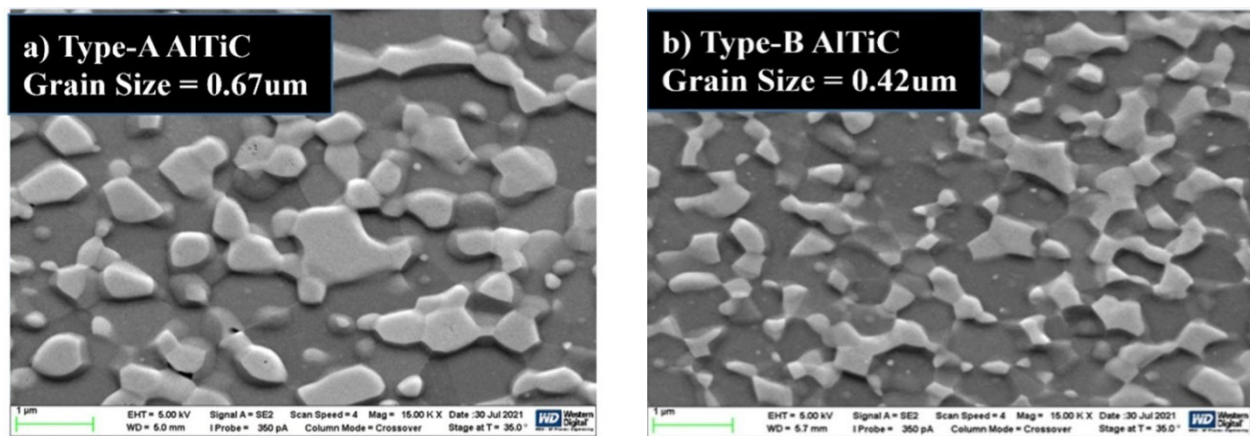 a) Type-A AlTiC
Grain Size = 0.67um
1 µm
EHT = 5.00 kV Signal A = SE2 Scan Speed = 4 Mag = 15.00 K X Date :30 Jul 2021
WD = 5.0 mm I Probe = 350 pA Column Mode = Crossover Stage at T = 35.0°
WD Western
Digital
b) Type-B AlTiC
Grain Size = 0.42um
1 µm
EHT = 5.00 kV Signal A = SE2 Scan Speed = 4 Mag = 15.00 K X Date :30 Jul 2021
WD = 5.7 mm I Probe = 350 pA Column Mode = Crossover Stage at T = 35.0°
WD Western
Digital